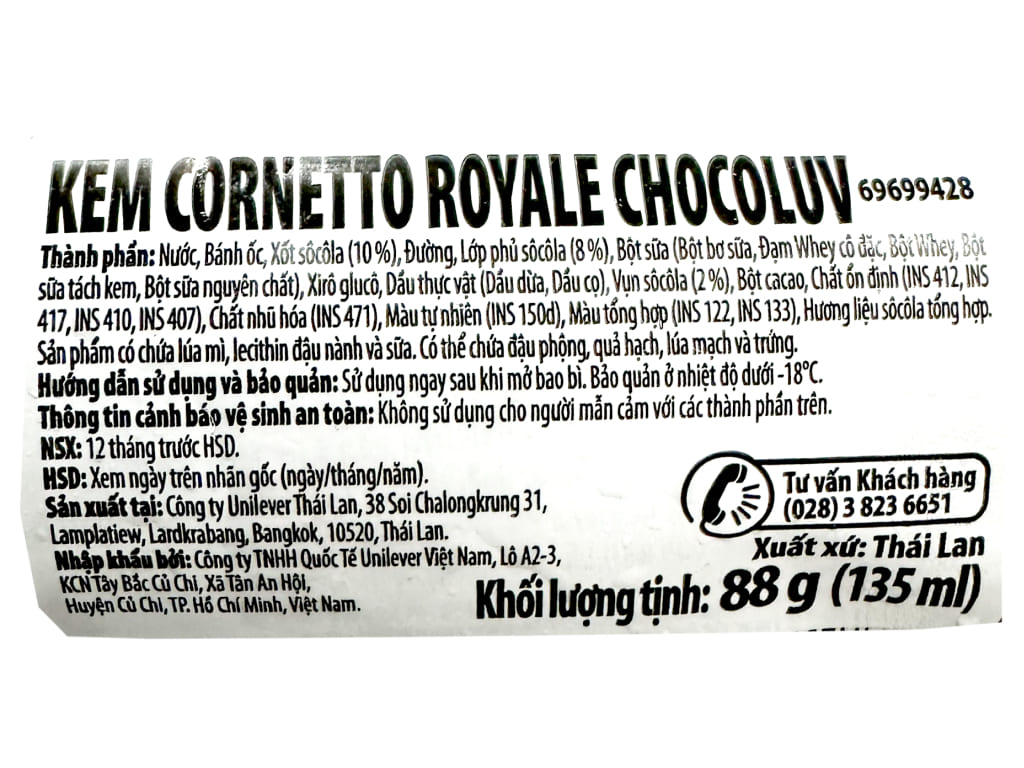 KEM CORNETTO ROYALE CHOCOLUV 69699428
Thành phần: Nước, Bánh ốc, Xốt sôcôla (10%), Đường, Lớp phủ sôcôla (8%), Bột sữa (Bột bơ sữa, Đạm Whey cô đặc, Bột Whey, Bột
sữa tách kem, Bột sữa nguyên chất), Xirô glucô, Dầu thực vật (Dầu dừa, Dầu cọ), Vụn sôcôla (2%), Bột cacao, Chất ổn định (INS 412, INS
417, INS 410, INS 407), Chất nhũ hóa (INS 471), Màu tự nhiên (INS 150d), Màu tổng hợp (INS 122, INS 133), Hương liệu sôcôla tổng hợp.
Sản phẩm có chứa lúa mì, lecithin đậu nành và sữa. Có thể chứa đậu phộng, quả hạch, lúa mạch và trứng.
Hướng dẫn sử dụng và bảo quản: Sử dụng ngay sau khi mở bao bì. Bảo quản ở nhiệt độ dưới -18°C.
Thông tin cảnh báo vệ sinh an toàn: Không sử dụng cho người mẫn cảm với các thành phần trên.
NSX: 12 tháng trước HSD.
HSD: Xem ngày trên nhãn gốc (ngày/tháng/năm).
Sản xuất tại: Công ty Unilever Thái Lan, 38 Soi Chalongkrung 31,
Lamplatiew, Lardkrabang, Bangkok, 10520, Thái Lan.
Nhập khẩu bởi: Công ty TNHH Quốc Tế Unilever Việt Nam, Lô A2-3,
KCN Tây Bắc Củ Chi, Xã Tân An Hội,
Huyện Củ Chi, TP. Hồ Chí Minh, Việt Nam.
Tư vấn Khách hàng
(028) 3 823 6651
Xuất xứ: Thái Lan
Khối lượng tịnh: 88 g (135 ml)